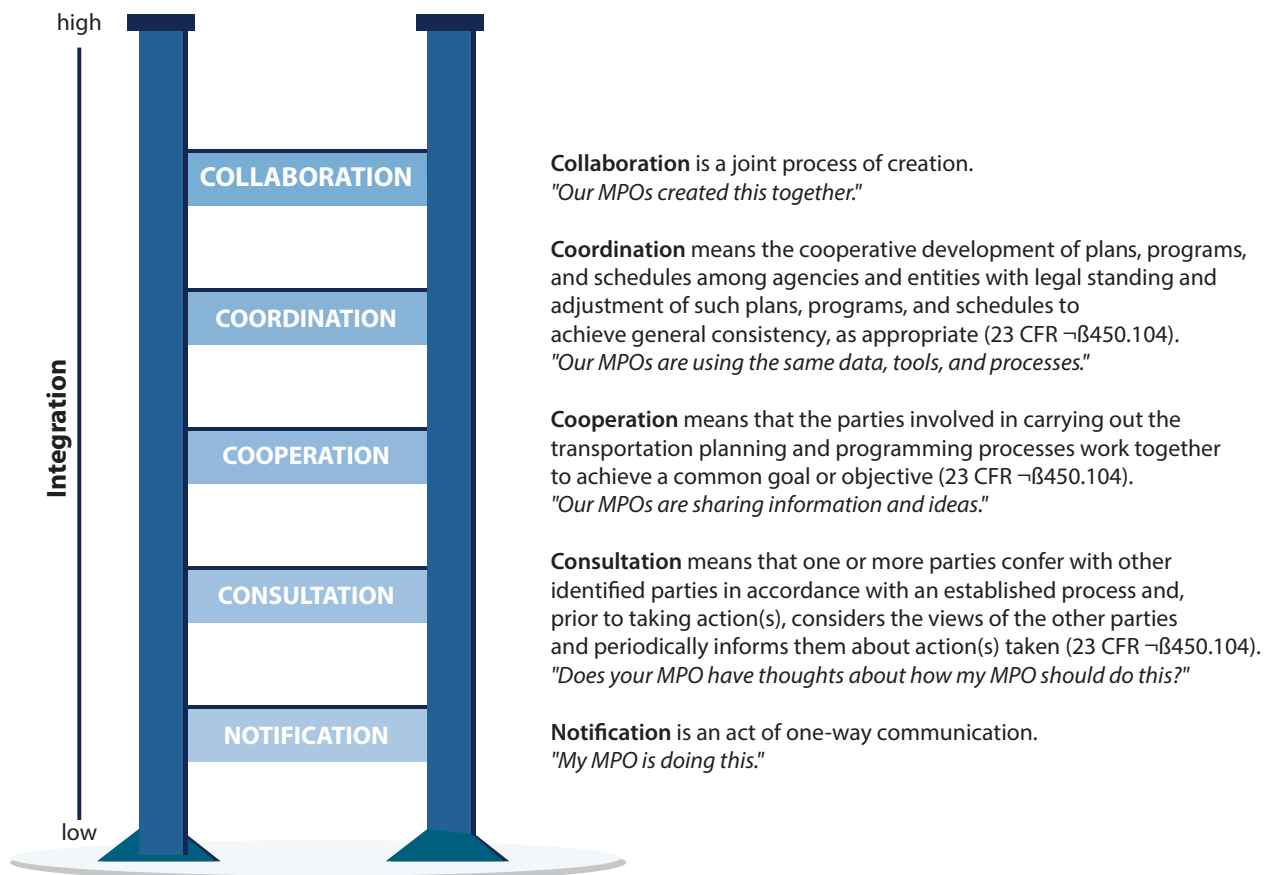 high
Integration
low
COLLABORATION
COORDINATION
COOPERATION
CONSULTATION
NOTIFICATION
Collaboration is a joint process of creation.
"Our MPOs created this together."
Coordination means the cooperative development of plans, programs,
and schedules among agencies and entities with legal standing and
adjustment of such plans, programs, and schedules to
achieve general consistency, as appropriate (23 CFR ¬ß450.104).
"Our MPOs are using the same data, tools, and processes."
Cooperation means that the parties involved in carrying out the
transportation planning and programming processes work together
to achieve a common goal or objective (23 CFR ¬ß450.104).
"Our MPOs are sharing information and ideas."
Consultation means that one or more parties confer with other
identified parties in accordance with an established process and,
prior to taking action(s), considers the views of the other parties
and periodically informs them about action(s) taken (23 CFR ¬ß450.104).
"Does your MPO have thoughts about how my MPO should do this?"
Notification is an act of one-way communication.
"My MPO is doing this."